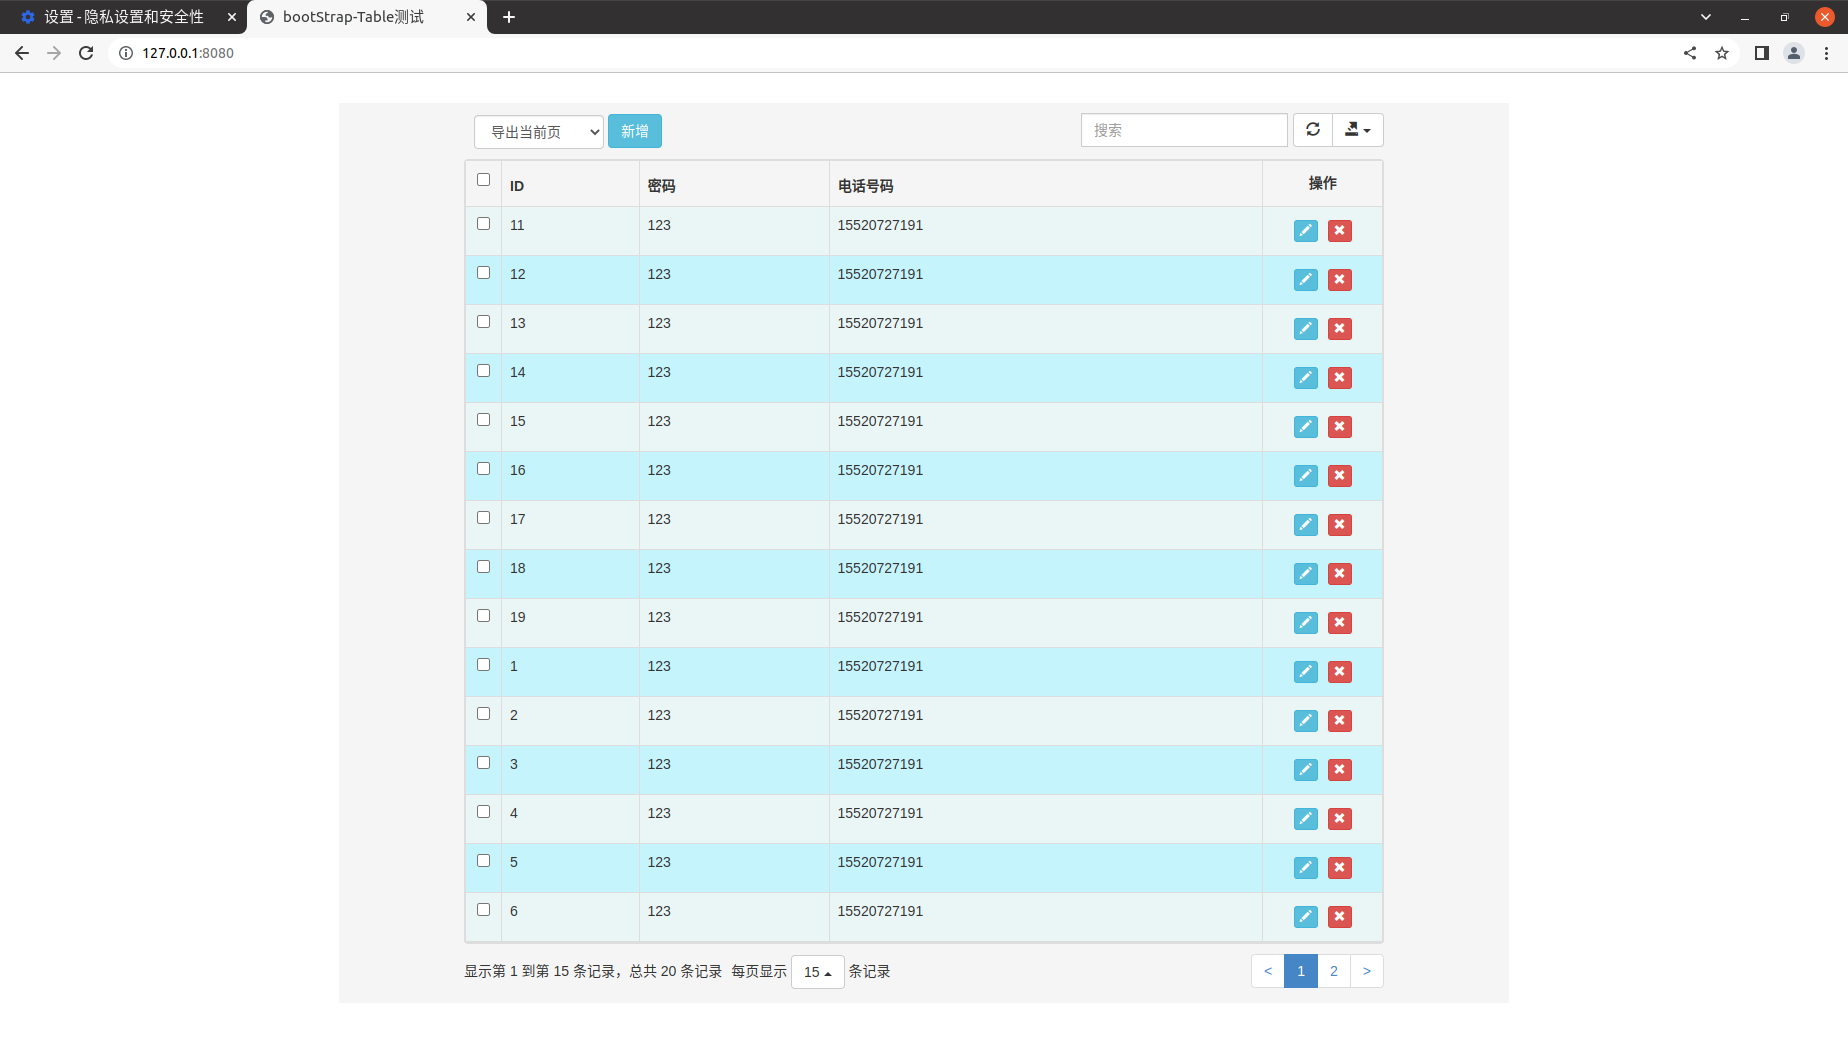 设置 - 隐私设置和安全性
bootStrap-Table测试
127.0.0.1:8080
导出当前页 新增 搜索
ID 密码 电话号码 操作
11 123 15520727191
12 123 15520727191
13 123 15520727191
14 123 15520727191
15 123 15520727191
16 123 15520727191
17 123 15520727191
18 123 15520727191
19 123 15520727191
1 123 15520727191
2 123 15520727191
3 123 15520727191
4 123 15520727191
5 123 15520727191
6 123 15520727191
显示第 1 到第 15 条记录，总共 20 条记录 每页显示 15 条记录 < 1 2 >